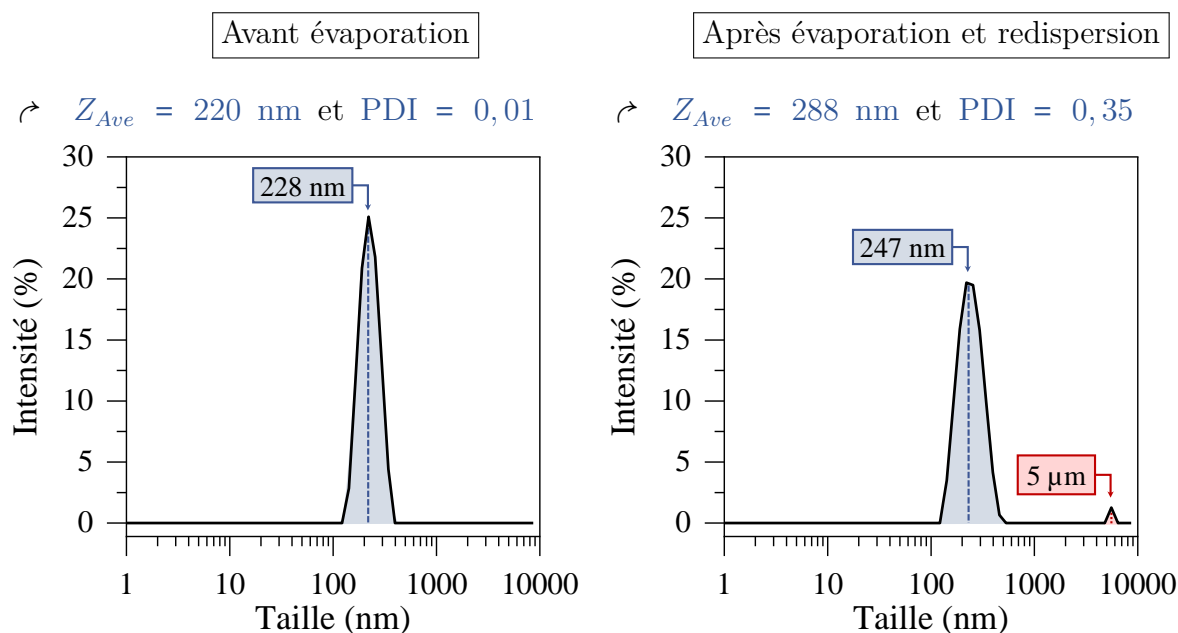 Avant évaporation
Z_Ave = 220 nm et PDI = 0,01
30
25
20
15
10
5
0
Intensité (%)
228 nm
1 10 100 1000 10000
Taille (nm)
Après évaporation et redispersion
Z_Ave = 288 nm et PDI = 0,35
30
25
20
15
10
5
0
Intensité (%)
247 nm
5 µm
1 10 100 1000 10000
Taille (nm)